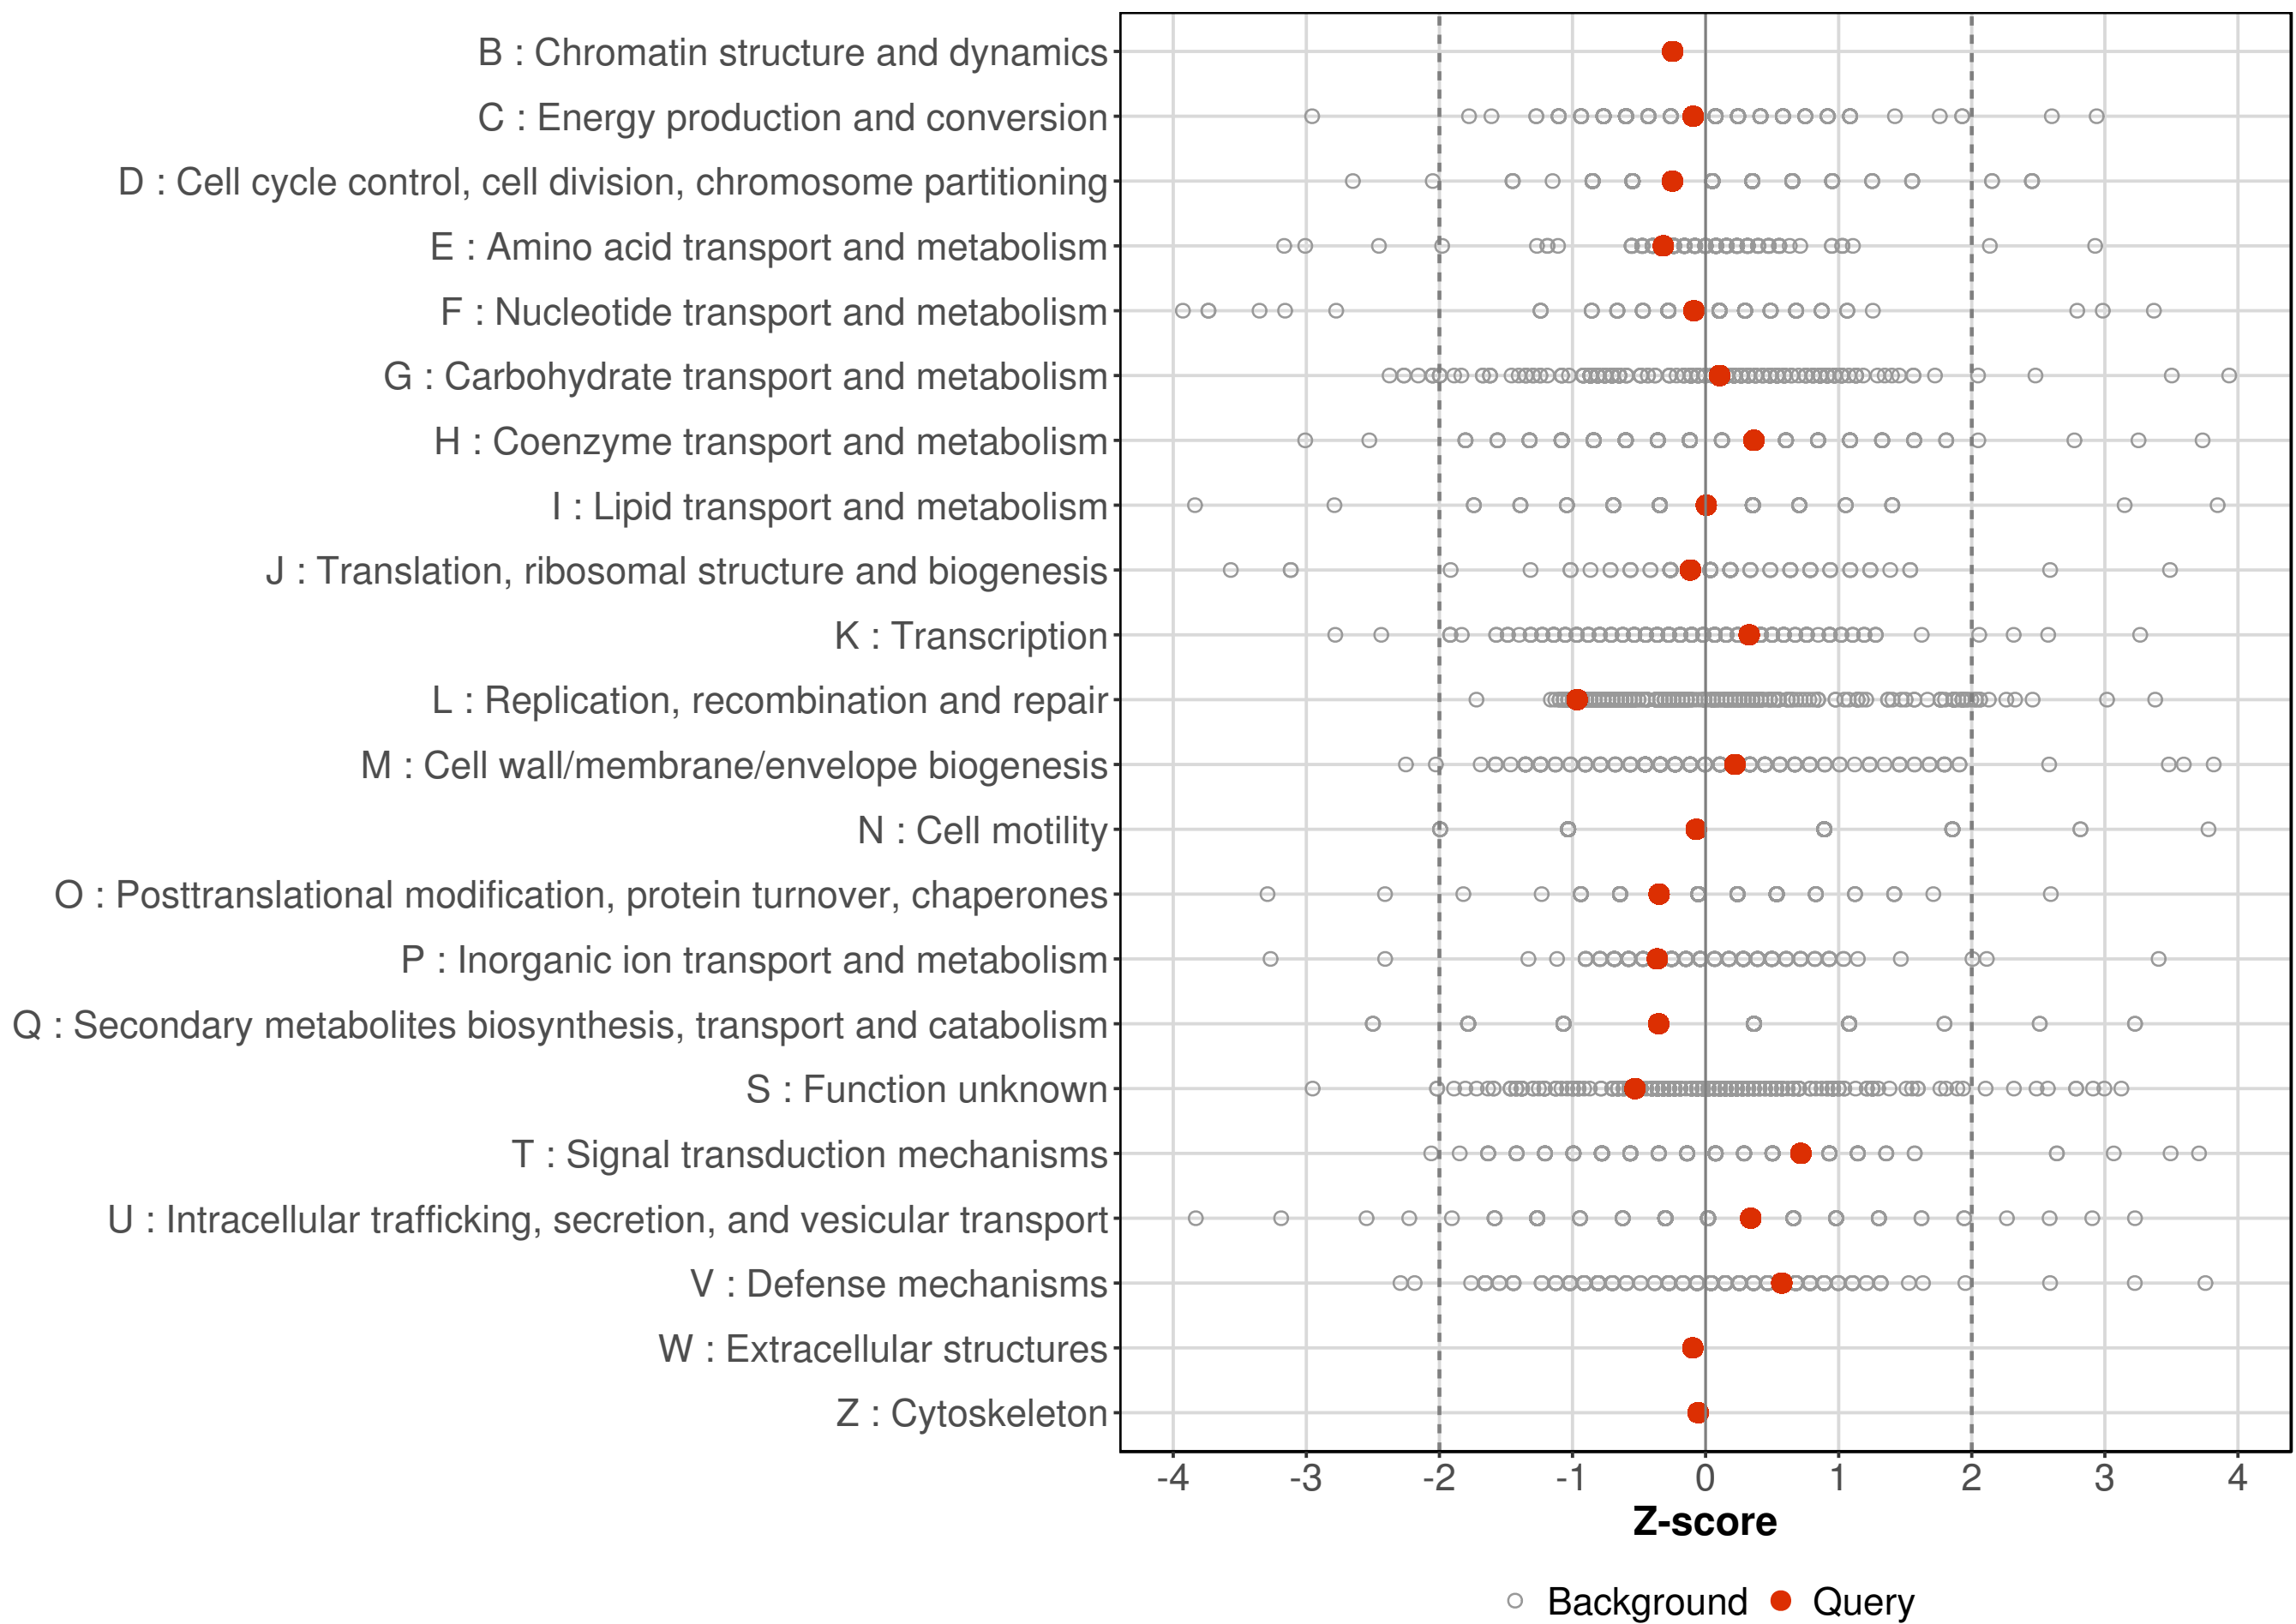 B : Chromatin structure and dynamics
C : Energy production and conversion
D : Cell cycle control, cell division, chromosome partitioning
E : Amino acid transport and metabolism
F : Nucleotide transport and metabolism
G : Carbohydrate transport and metabolism
H : Coenzyme transport and metabolism
I : Lipid transport and metabolism
J : Translation, ribosomal structure and biogenesis
K : Transcription
L : Replication, recombination and repair
M : Cell wall/membrane/envelope biogenesis
N : Cell motility
O : Posttranslational modification, protein turnover, chaperones
P : Inorganic ion transport and metabolism
Q : Secondary metabolites biosynthesis, transport and catabolism
S : Function unknown
T : Signal transduction mechanisms
U : Intracellular trafficking, secretion, and vesicular transport
V : Defense mechanisms
W : Extracellular structures
Z : Cytoskeleton
-4 -3 -2 -1 0 1 2 3 4
Z-score
Background Query